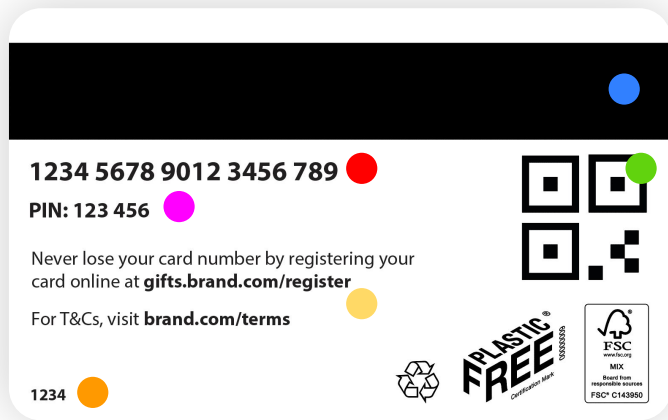 1234 5678 9012 3456 789
PIN: 123 456
Never lose your card number by registering your
card online at gifts.brand.com/register
For T&Cs, visit brand.com/terms
1234
PLASTIC®
FREE
Certification Mark
FSC
www.fsc.org
MIX
Board from
responsible sources
FSC® C143950